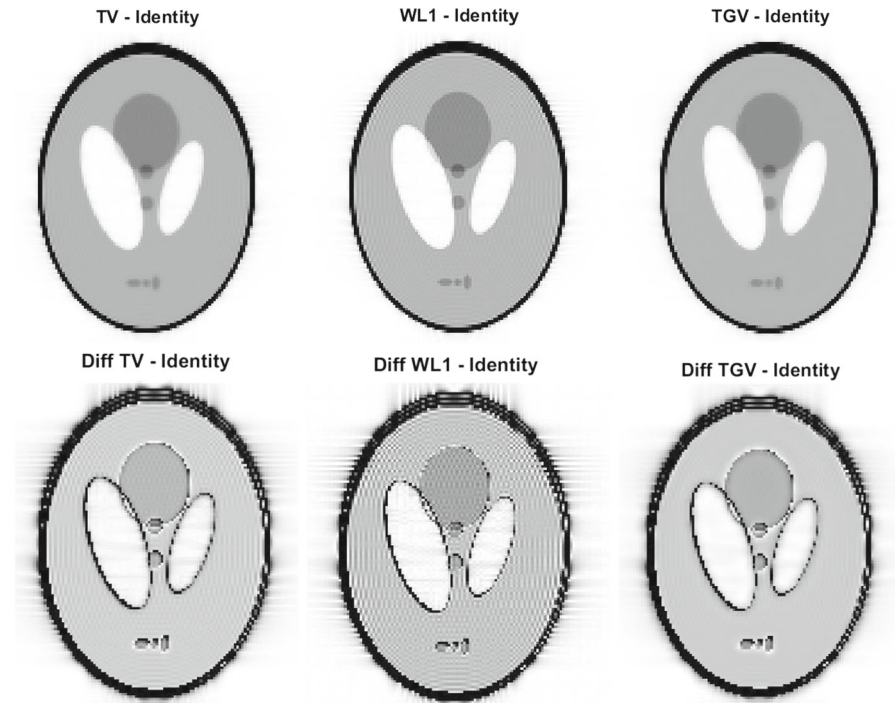 TV - Identity
WL1 - Identity
TGV - Identity
Diff TV - Identity
Diff WL1 - Identity
Diff TGV - Identity